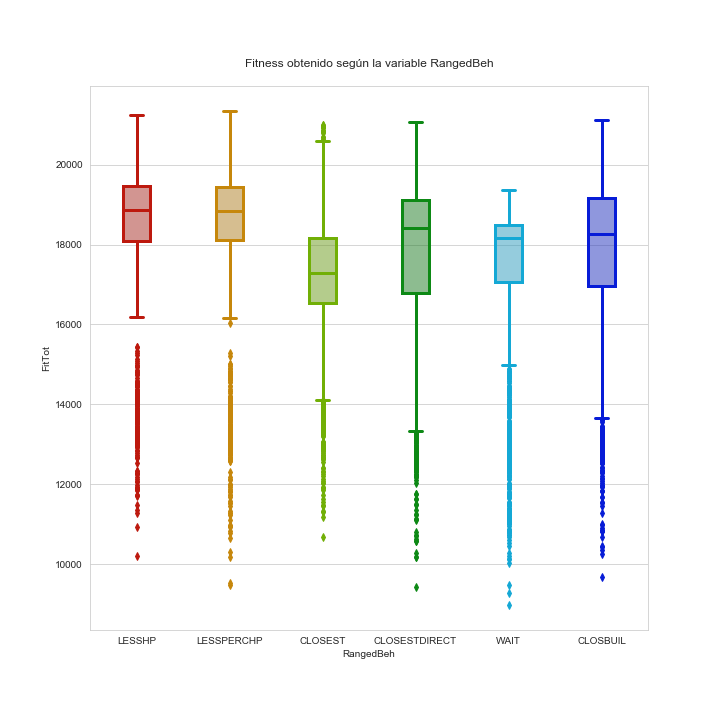 Fitness obtenido según la variable RangedBeh
FitTot
20000
18000
16000
14000
12000
10000
LESSHP LESSPERCHP CLOSEST CLOSESTDIRECT WAIT CLOSBUIL
RangedBeh